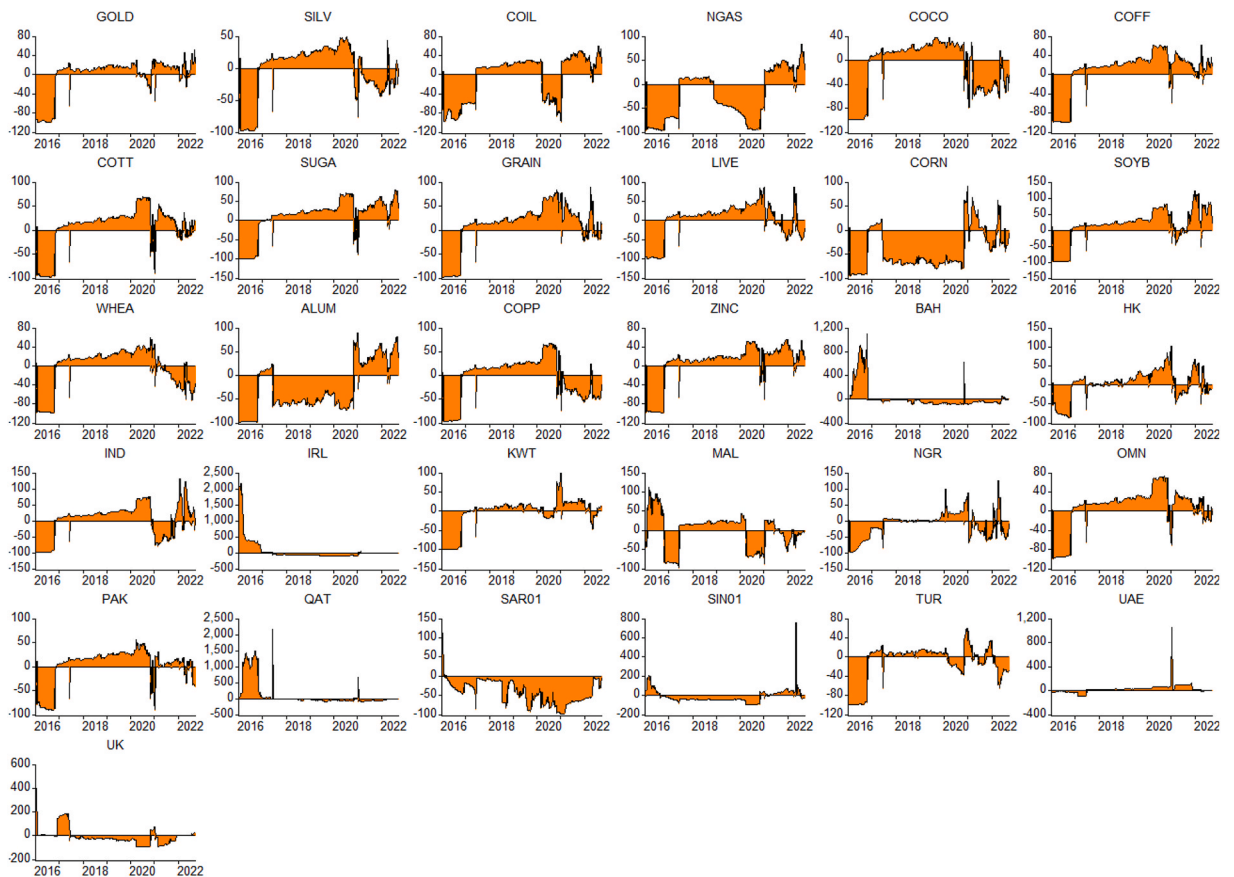 GOLD
80
40
0
-40
-80
-120
2016 2018 2020 2022
SILV
50
0
-50
-100
2016 2018 2020 2022
COIL
80
40
0
-40
-80
-120
2016 2018 2020 2022
NGAS
100
50
0
-50
-100
2016 2018 2020 2022
COCO
40
0
-40
-80
-120
2016 2018 2020 2022
COFF
80
40
0
-40
-80
-120
2016 2018 2020 2022
COTT
100
50
0
-50
-100
2016 2018 2020 2022
SUGA
100
50
0
-50
-100
-150
2016 2018 2020 2022
GRAIN
100
50
0
-50
-100
2016 2018 2020 2022
LIVE
100
50
0
-50
-100
-150
2016 2018 2020 2022
CORN
100
50
0
-50
-100
2016 2018 2020 2022
SOYB
150
100
50
0
-50
-100
-150
2016 2018 2020 2022
WHEA
80
40
0
-40
-80
-120
2016 2018 2020 2022
ALUM
100
50
0
-50
-100
2016 2018 2020 2022
COPP
100
50
0
-50
-100
2016 2018 2020 2022
ZINC
80
40
0
-40
-80
-120
2016 2018 2020 2022
BAH
1,200
800
400
0
-400
2016 2018 2020 2022
HK
150
100
50
0
-50
-100
2016 2018 2020 2022
IND
150
100
50
0
-50
-100
-150
2016 2018 2020 2022
IRL
2,500
2,000
1,500
1,000
500
0
-500
2016 2018 2020 2022
KWT
100
50
0
-50
-100
-150
2016 2018 2020 2022
MAL
150
100
50
0
-50
-100
2016 2018 2020 2022
NGR
150
100
50
0
-50
-100
-150
2016 2018 2020 2022
OMN
80
40
0
-40
-80
-120
2016 2018 2020 2022
PAK
100
50
0
-50
-100
2016 2018 2020 2022
QAT
2,500
2,000
1,500
1,000
500
0
-500
2016 2018 2020 2022
SAR01
150
100
50
0
-50
-100
2016 2018 2020 2022
SIN01
800
600
400
200
0
-200
2016 2018 2020 2022
TUR
80
40
0
-40
-80
-120
2016 2018 2020 2022
UAE
1,200
800
400
0
-400
2016 2018 2020 2022
UK
600
400
200
0
-200
2016 2018 2020 2022